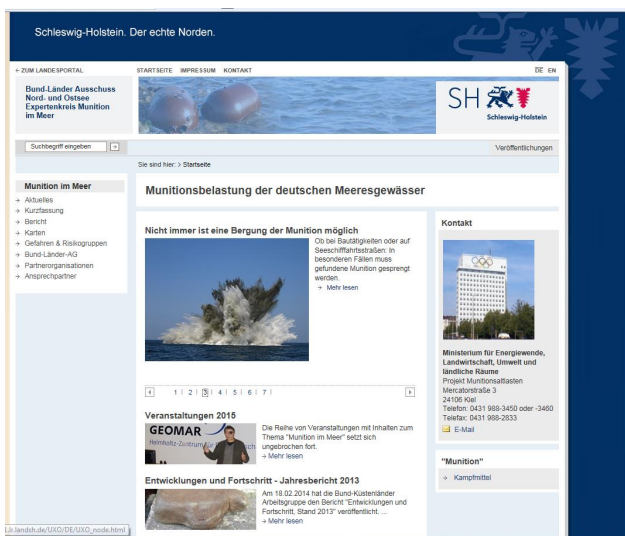 Schleswig-Holstein. Der echte Norden.
← ZUM LANDESPORTAL
STARTSEITE IMPRESSUM KONTAKT
DE EN
Bund-Länder Ausschuss
Nord- und Ostsee
Expertenkreis Munition
im Meer
SH
Schleswig-Holstein
Suchbegriff eingeben
Veröffentlichungen
Sie sind hier: > Startseite
Munition im Meer
→ Aktuelles
→ Kurzfassung
→ Bericht
→ Karten
→ Gefahren & Risikogruppen
→ Bund-Länder-AG
→ Partnerorganisationen
→ Ansprechpartner
Munitionsbelastung der deutschen Meeresgewässer
Nicht immer ist eine Bergung der Munition möglich
Ob bei Bautätigkeiten oder auf
Seeschifffahrtsstraßen: In
besonderen Fällen muss
gefundene Munition gesprengt
werden.
→ Mehr lesen
1 | 2 | 3 | 4 | 5 | 6 | 7 |
Veranstaltungen 2015
GEOMAR
Helmholtz-Zentrum für
Die Reihe von Veranstaltungen mit Inhalten zum
Thema "Munition im Meer" setzt sich
ungebrochen fort.
→ Mehr lesen
Entwicklungen und Fortschritt - Jahresbericht 2013
Am 18.02.2014 hat die Bund-Küstenländer
Arbeitsgruppe den Bericht "Entwicklungen und
Fortschritt, Stand 2013" veröffentlicht. ...
→ Mehr lesen
Kontakt
Ministerium für Energiewende,
Landwirtschaft, Umwelt und
ländliche Räume
Projekt Munitionsaltlasten
Mercatorstraße 3
24106 Kiel
Telefon: 0431 988-3450 oder -3460
Telefax: 0431 988-2833
E-Mail
"Munition"
→ Kampfmittel
.lr.landsh.de/UXO/DE/UXO_node.html